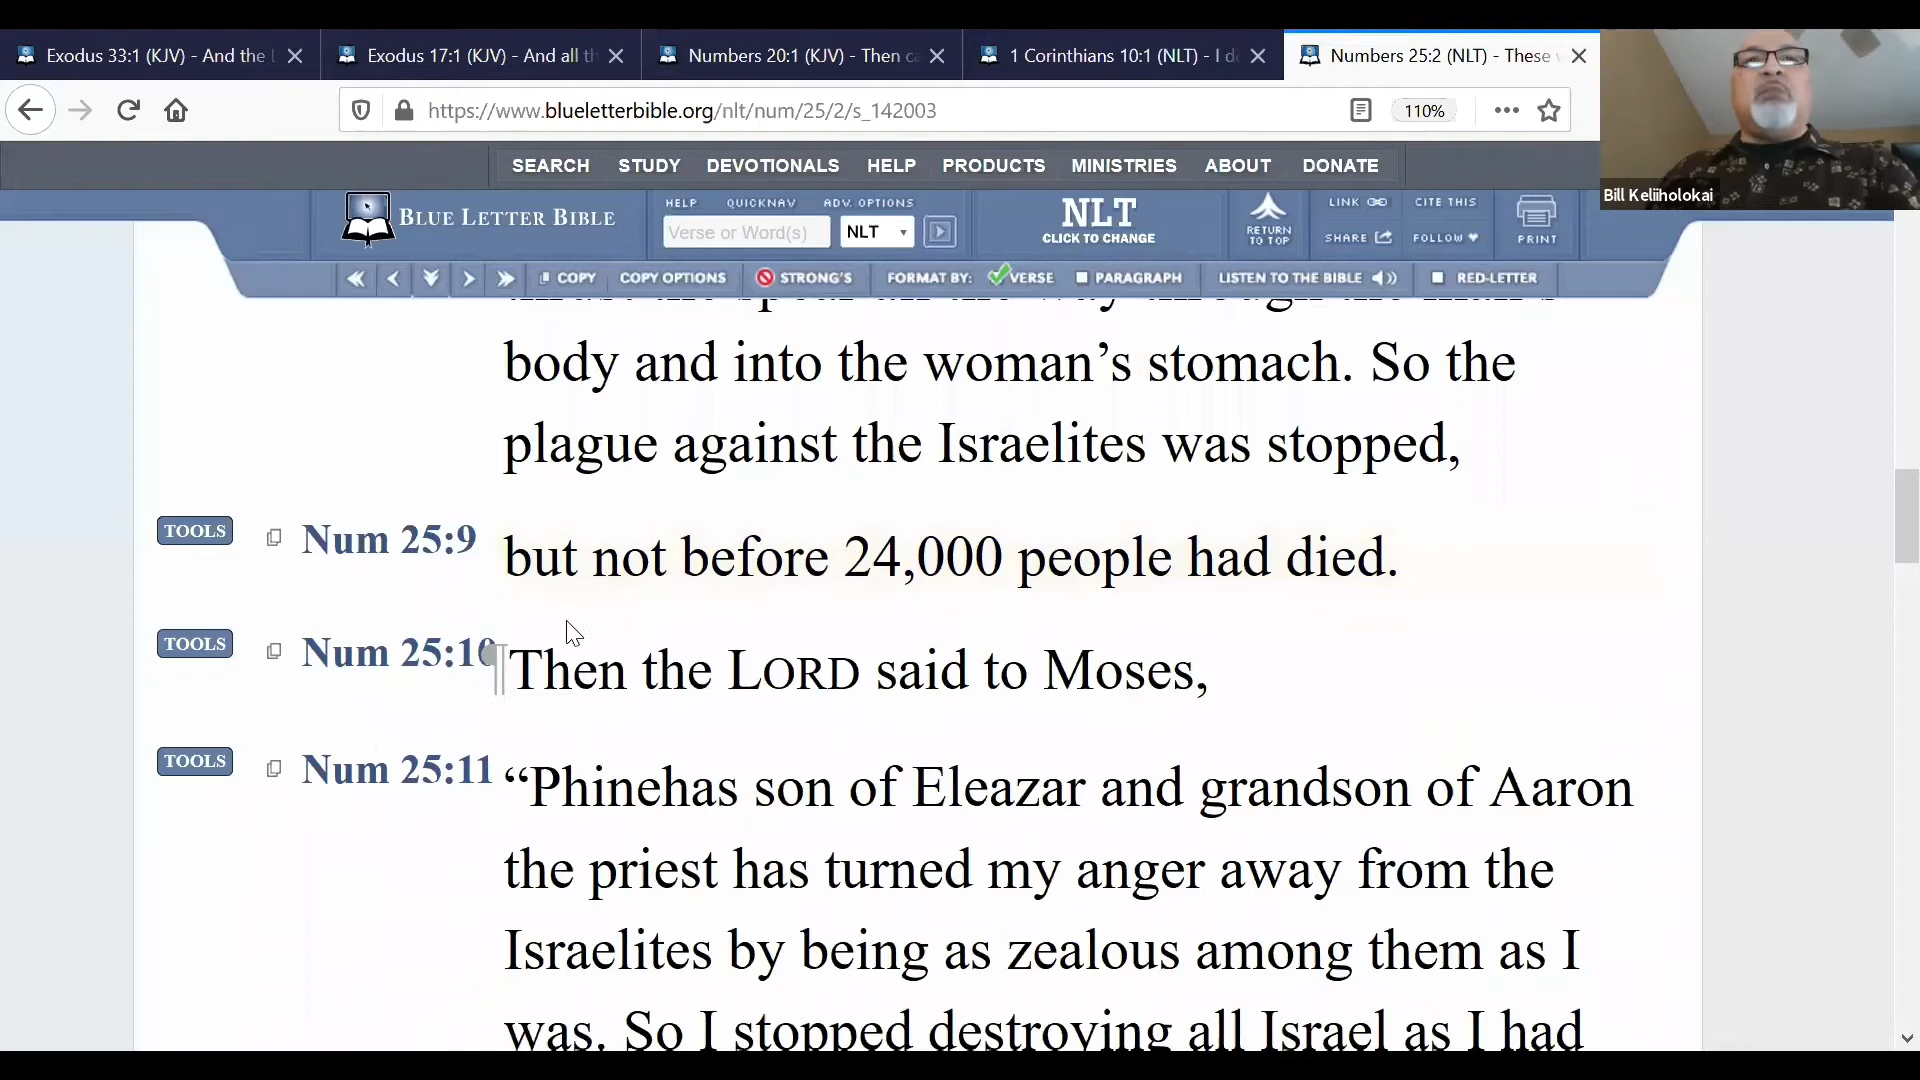 Exodus 33:1 (KJV) - And the L
Exodus 17:1 (KJV) - And all th
Numbers 20:1 (KJV) - Then ca
1 Corinthians 10:1 (NLT) - I do
Numbers 25:2 (NLT) - These w
https://www.blueletterbible.org/nlt/num/25/2/s_142003
110%
Bill Keliiholokai
SEARCH STUDY DEVOTIONALS HELP PRODUCTS MINISTRIES ABOUT DONATE
BLUE LETTER BIBLE
HELP QUICKNAV ADV. OPTIONS
Verse or Word(s) NLT
NLT
CLICK TO CHANGE
RETURN
TO TOP
LINK CITE THIS
SHARE FOLLOW
PRINT
COPY COPY OPTIONS STRONG'S FORMAT BY: VERSE PARAGRAPH LISTEN TO THE BIBLE RED-LETTER
body and into the woman’s stomach. So the
plague against the Israelites was stopped,
TOOLS Num 25:9 but not before 24,000 people had died.
TOOLS Num 25:10 ¶Then the LORD said to Moses,
TOOLS Num 25:11 “Phinehas son of Eleazar and grandson of Aaron
the priest has turned my anger away from the
Israelites by being as zealous among them as I
was. So I stopped destroying all Israel as I had